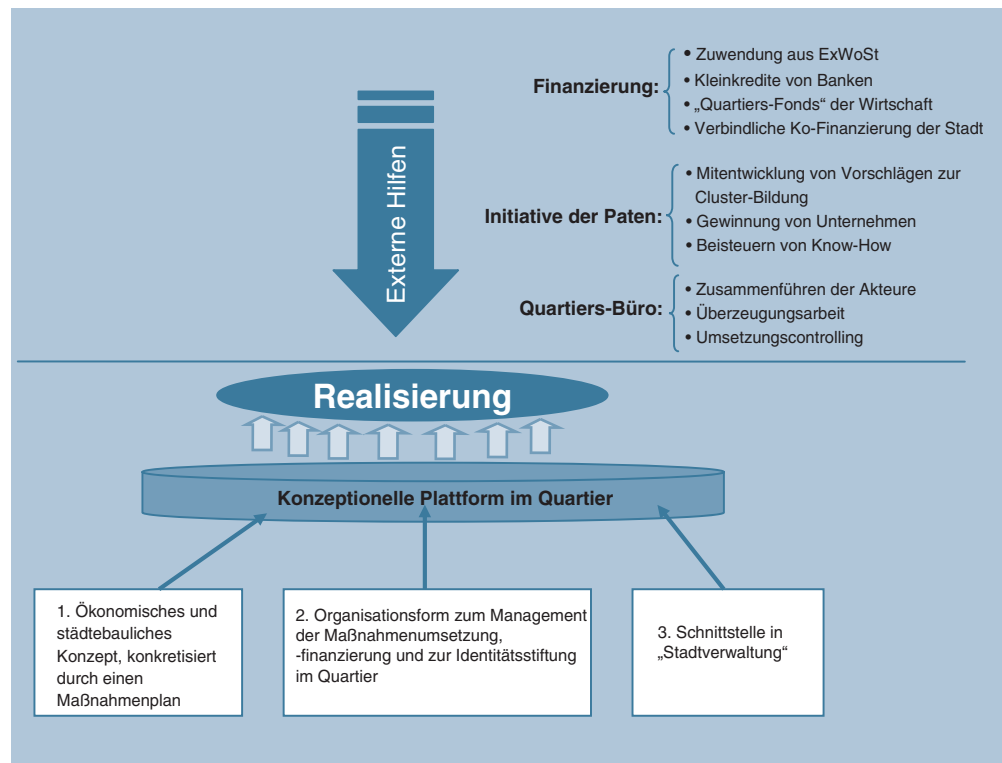 Finanzierung:
• Zuwendung aus ExWoSt
• Kleinkredite von Banken
• „Quartiers-Fonds“ der Wirtschaft
• Verbindliche Ko-Finanzierung der Stadt
Externe Hilfen
Initiative der Paten:
• Mitentwicklung von Vorschlägen zur
Cluster-Bildung
• Gewinnung von Unternehmen
• Beisteuern von Know-How
Quartiers-Büro:
• Zusammenführen der Akteure
• Überzeugungsarbeit
• Umsetzungscontrolling
Realisierung
Konzeptionelle Plattform im Quartier
1. Ökonomisches und
städtebauliches
Konzept, konkretisiert
durch einen
Maßnahmenplan
2. Organisationsform zum Management
der Maßnahmenumsetzung,
-finanzierung und zur Identitätsstiftung
im Quartier
3. Schnittstelle in
„Stadtverwaltung“